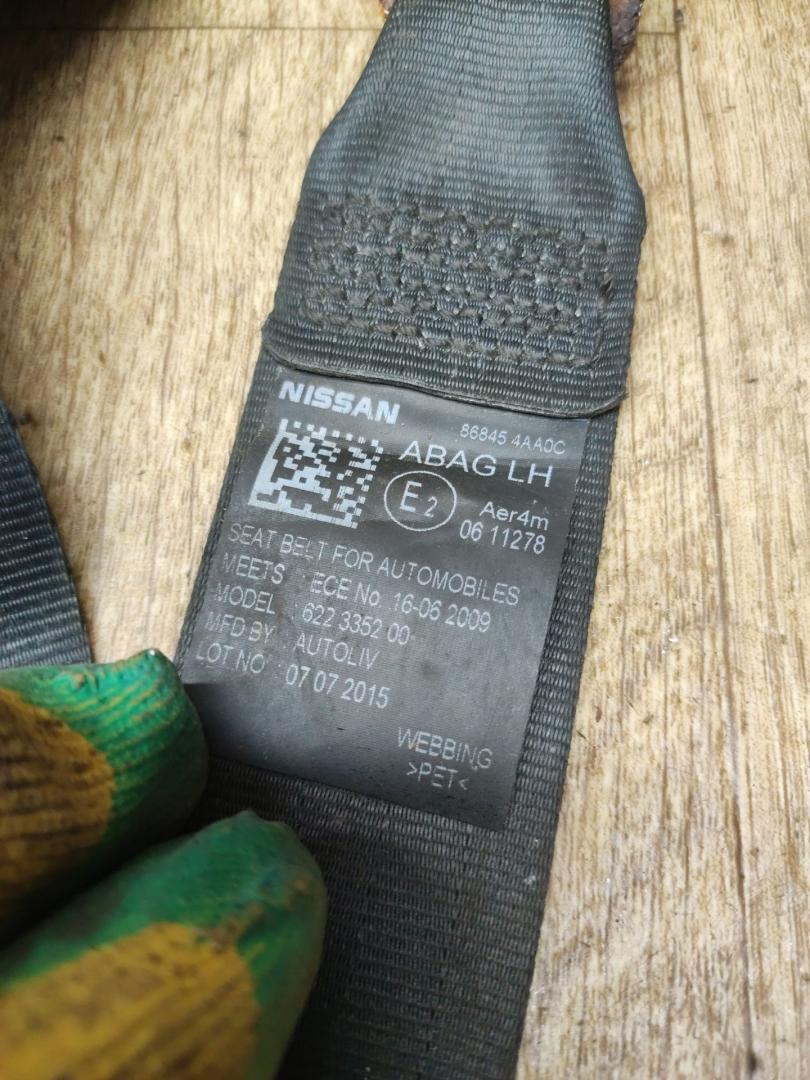 NISSAN
86845 4AA0C
ABAG LH
E2
Aer4m
06 11278
SEAT BELT FOR AUTOMOBILES
MEETS : ECE No. 16-06 2009
MODEL : 622 3352 00
MFD BY : AUTOLIV
LOT NO : 07 07 2015
WEBBING
>PET<